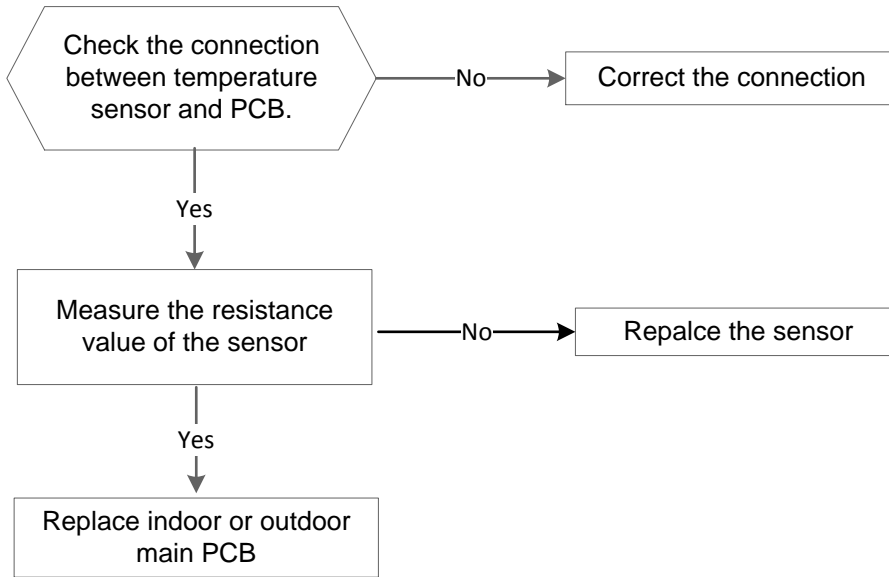 Check the connection
between temperature
sensor and PCB.
No
Correct the connection
Yes
Measure the resistance
value of the sensor
No
Repalce the sensor
Yes
Replace indoor or outdoor
main PCB